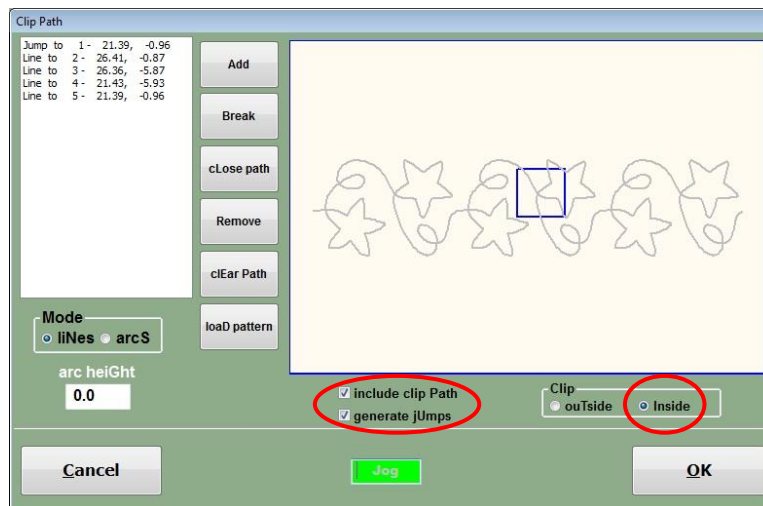 Clip Path
Jump to 1 - 21.39, -0.96
Line to 2 - 26.41, -0.87
Line to 3 - 26.36, -5.87
Line to 4 - 21.43, -5.93
Line to 5 - 21.39, -0.96
Add
Break
cLose path
Remove
clEar Path
loaD pattern
Mode
liNes arcS
arc heiGht
0.0
include clip Path
generate jUmps
Clip
ouTside Inside
Cancel
Jog
OK